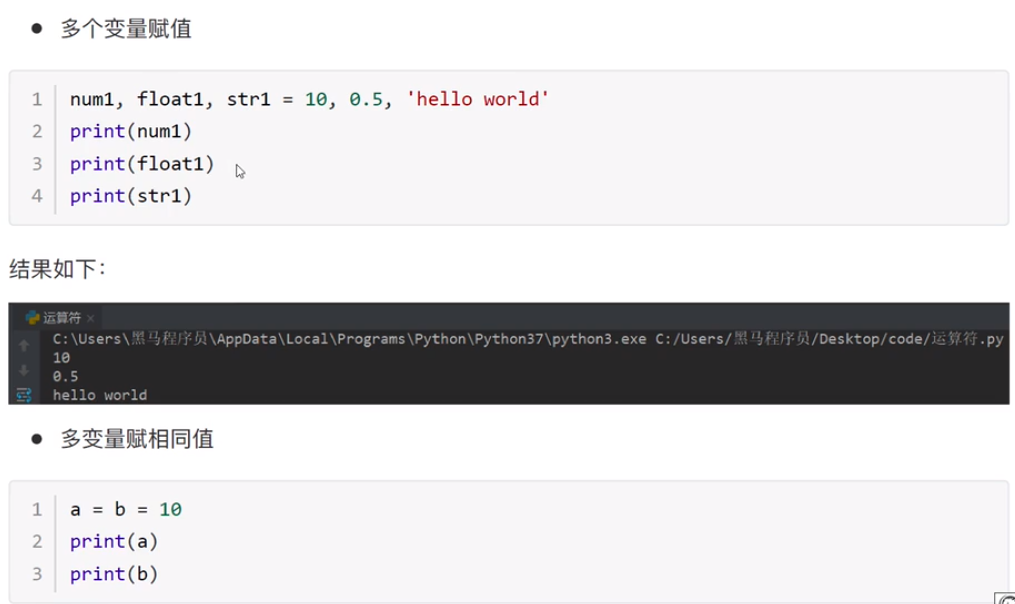 多个变量赋值
1 num1, float1, str1 = 10, 0.5, 'hello world'
2 print(num1)
3 print(float1)
4 print(str1)
结果如下：
运算符 ×
C:\Users\黑马程序员\AppData\Local\Programs\Python\Python37\python3.exe C:/Users/黑马程序员/Desktop/code/运算符.py
10
0.5
hello world
多变量赋相同值
1 a = b = 10
2 print(a)
3 print(b)